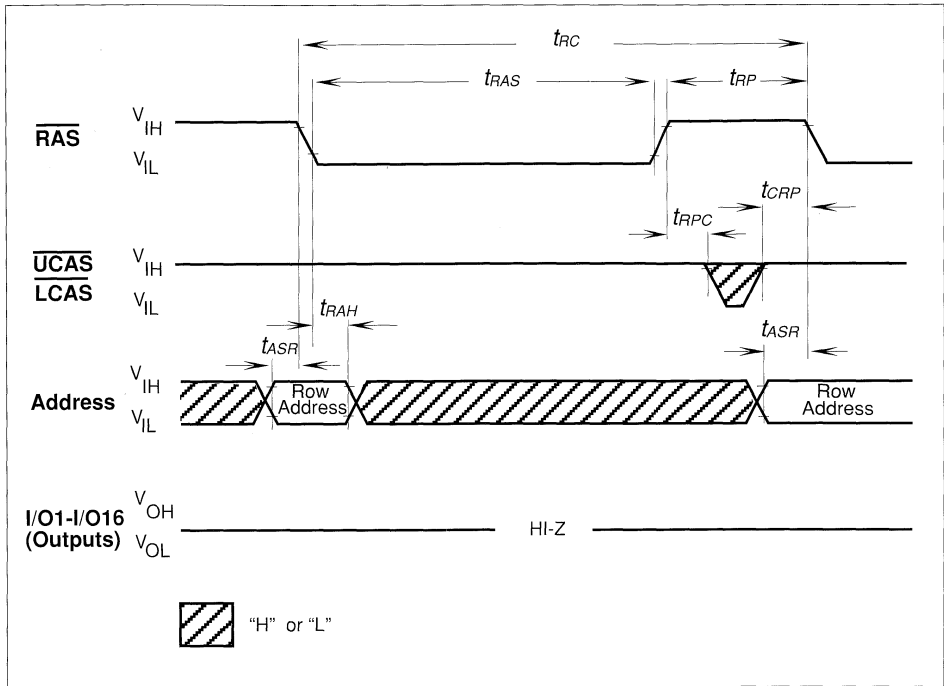 tRC
tRAS
tRP
RAS
VIH
VIL
tCRP
tRPC
UCAS
LCAS
VIH
VIL
tRAH
tASR
tASR
Address
VIH
VIL
Row
Address
Row
Address
I/O1-I/O16
(Outputs)
VOH
VOL
HI-Z
"H" or "L"